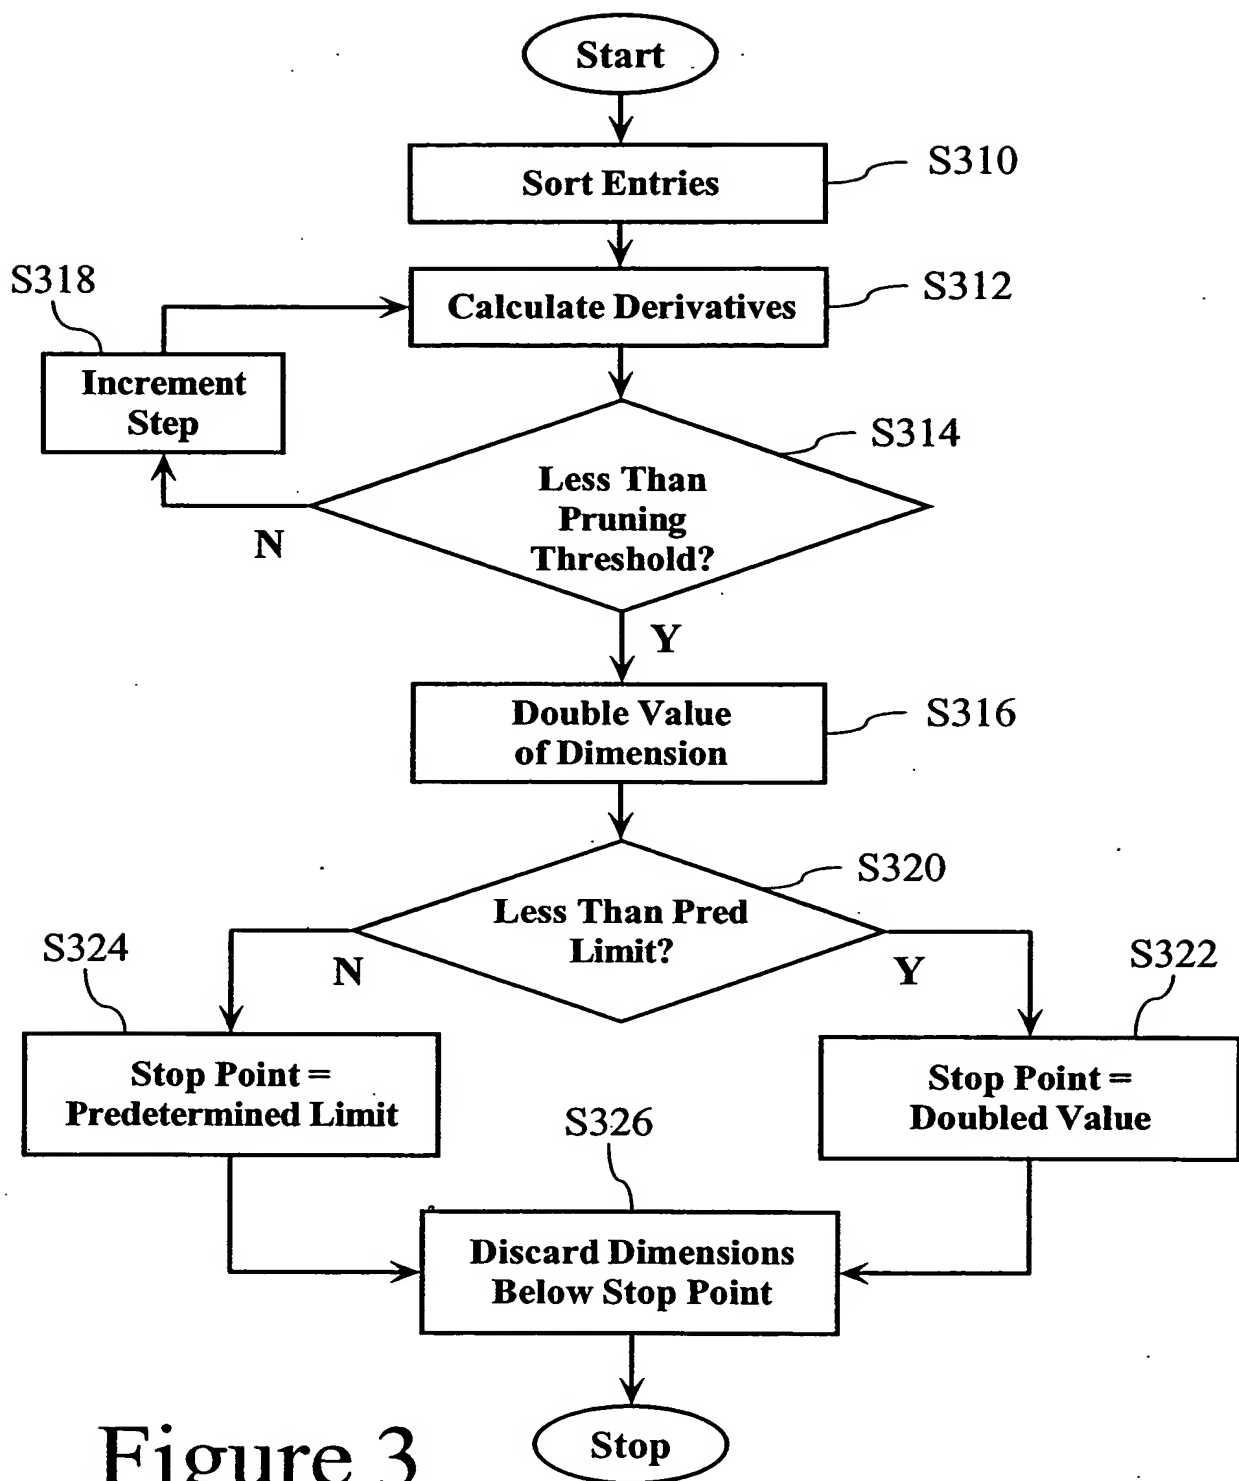 Start
Sort Entries
S310
Calculate Derivatives
S312
S318
Increment
Step
S314
Less Than
Pruning
Threshold?
N
Y
Double Value
of Dimension
S316
S320
Less Than Pred
Limit?
N
Y
S324
S322
Stop Point =
Predetermined Limit
Stop Point =
Doubled Value
S326
Discard Dimensions
Below Stop Point
Stop
Figure 3